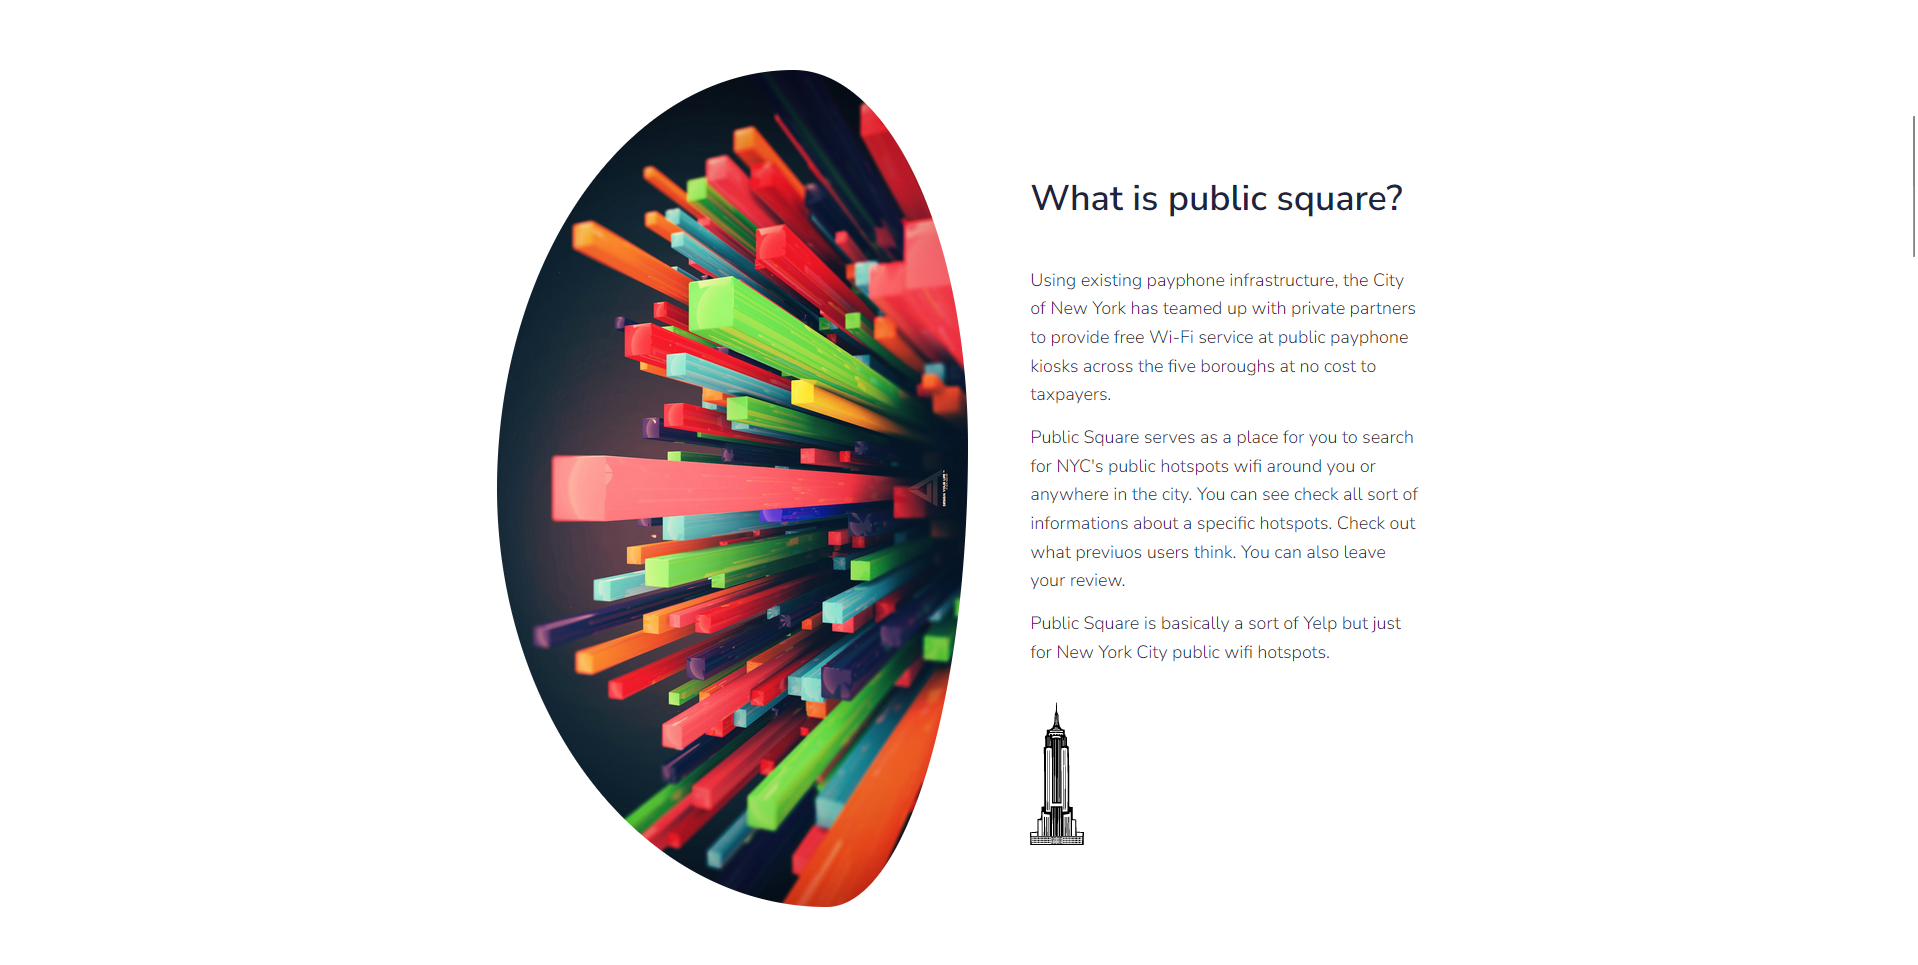 What is public square?
Using existing payphone infrastructure, the City
of New York has teamed up with private partners
to provide free Wi-Fi service at public payphone
kiosks across the five boroughs at no cost to
taxpayers.
Public Square serves as a place for you to search
for NYC's public hotspots wifi around you or
anywhere in the city. You can see check all sort of
informations about a specific hotspots. Check out
what previuos users think. You can also leave
your review.
Public Square is basically a sort of Yelp but just
for New York City public wifi hotspots.